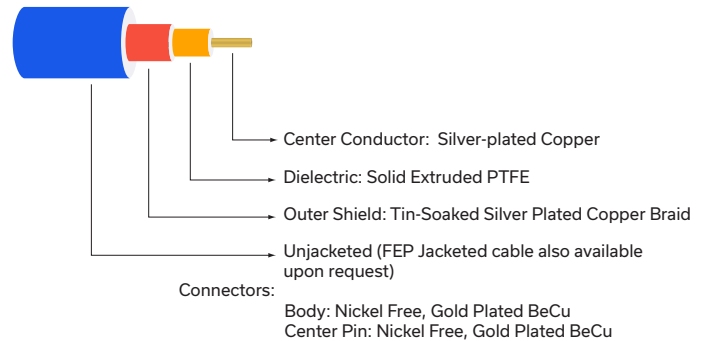 Center Conductor: Silver-plated Copper
Dielectric: Solid Extruded PTFE
Outer Shield: Tin-Soaked Silver Plated Copper Braid
Unjacketed (FEP Jacketed cable also available
upon request)
Connectors:
Body: Nickel Free, Gold Plated BeCu
Center Pin: Nickel Free, Gold Plated BeCu